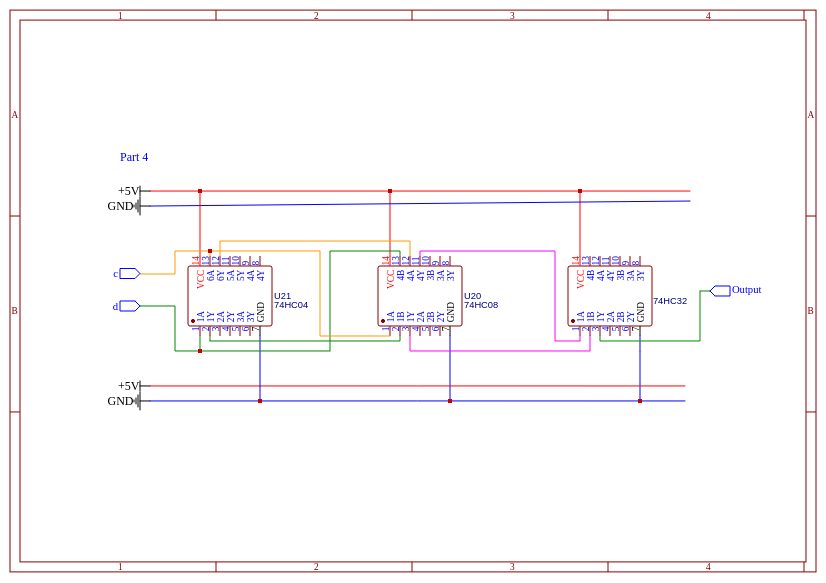 1 2 3 4
A A
Part 4
+5V
GND
14 13 12 11 10 9 8
VCC 6A 6Y 5A 5Y 4A 4Y
14 13 12 11 10 9 8
VCC 4B 4A 4Y 3B 3A 3Y
14 13 12 11 10 9 8
VCC 4B 4A 4Y 3B 3A 3Y
c
d
U21
74HC04
U20
74HC08
74HC32
Output
B B
1A 1Y 2A 2Y 3A 3Y GND
1 2 3 4 5 6 7
1A 1B 1Y 2A 2B 2Y GND
1 2 3 4 5 6 7
1A 1B 1Y 2A 2B 2Y GND
1 2 3 4 5 6 7
+5V
GND
1 2 3 4